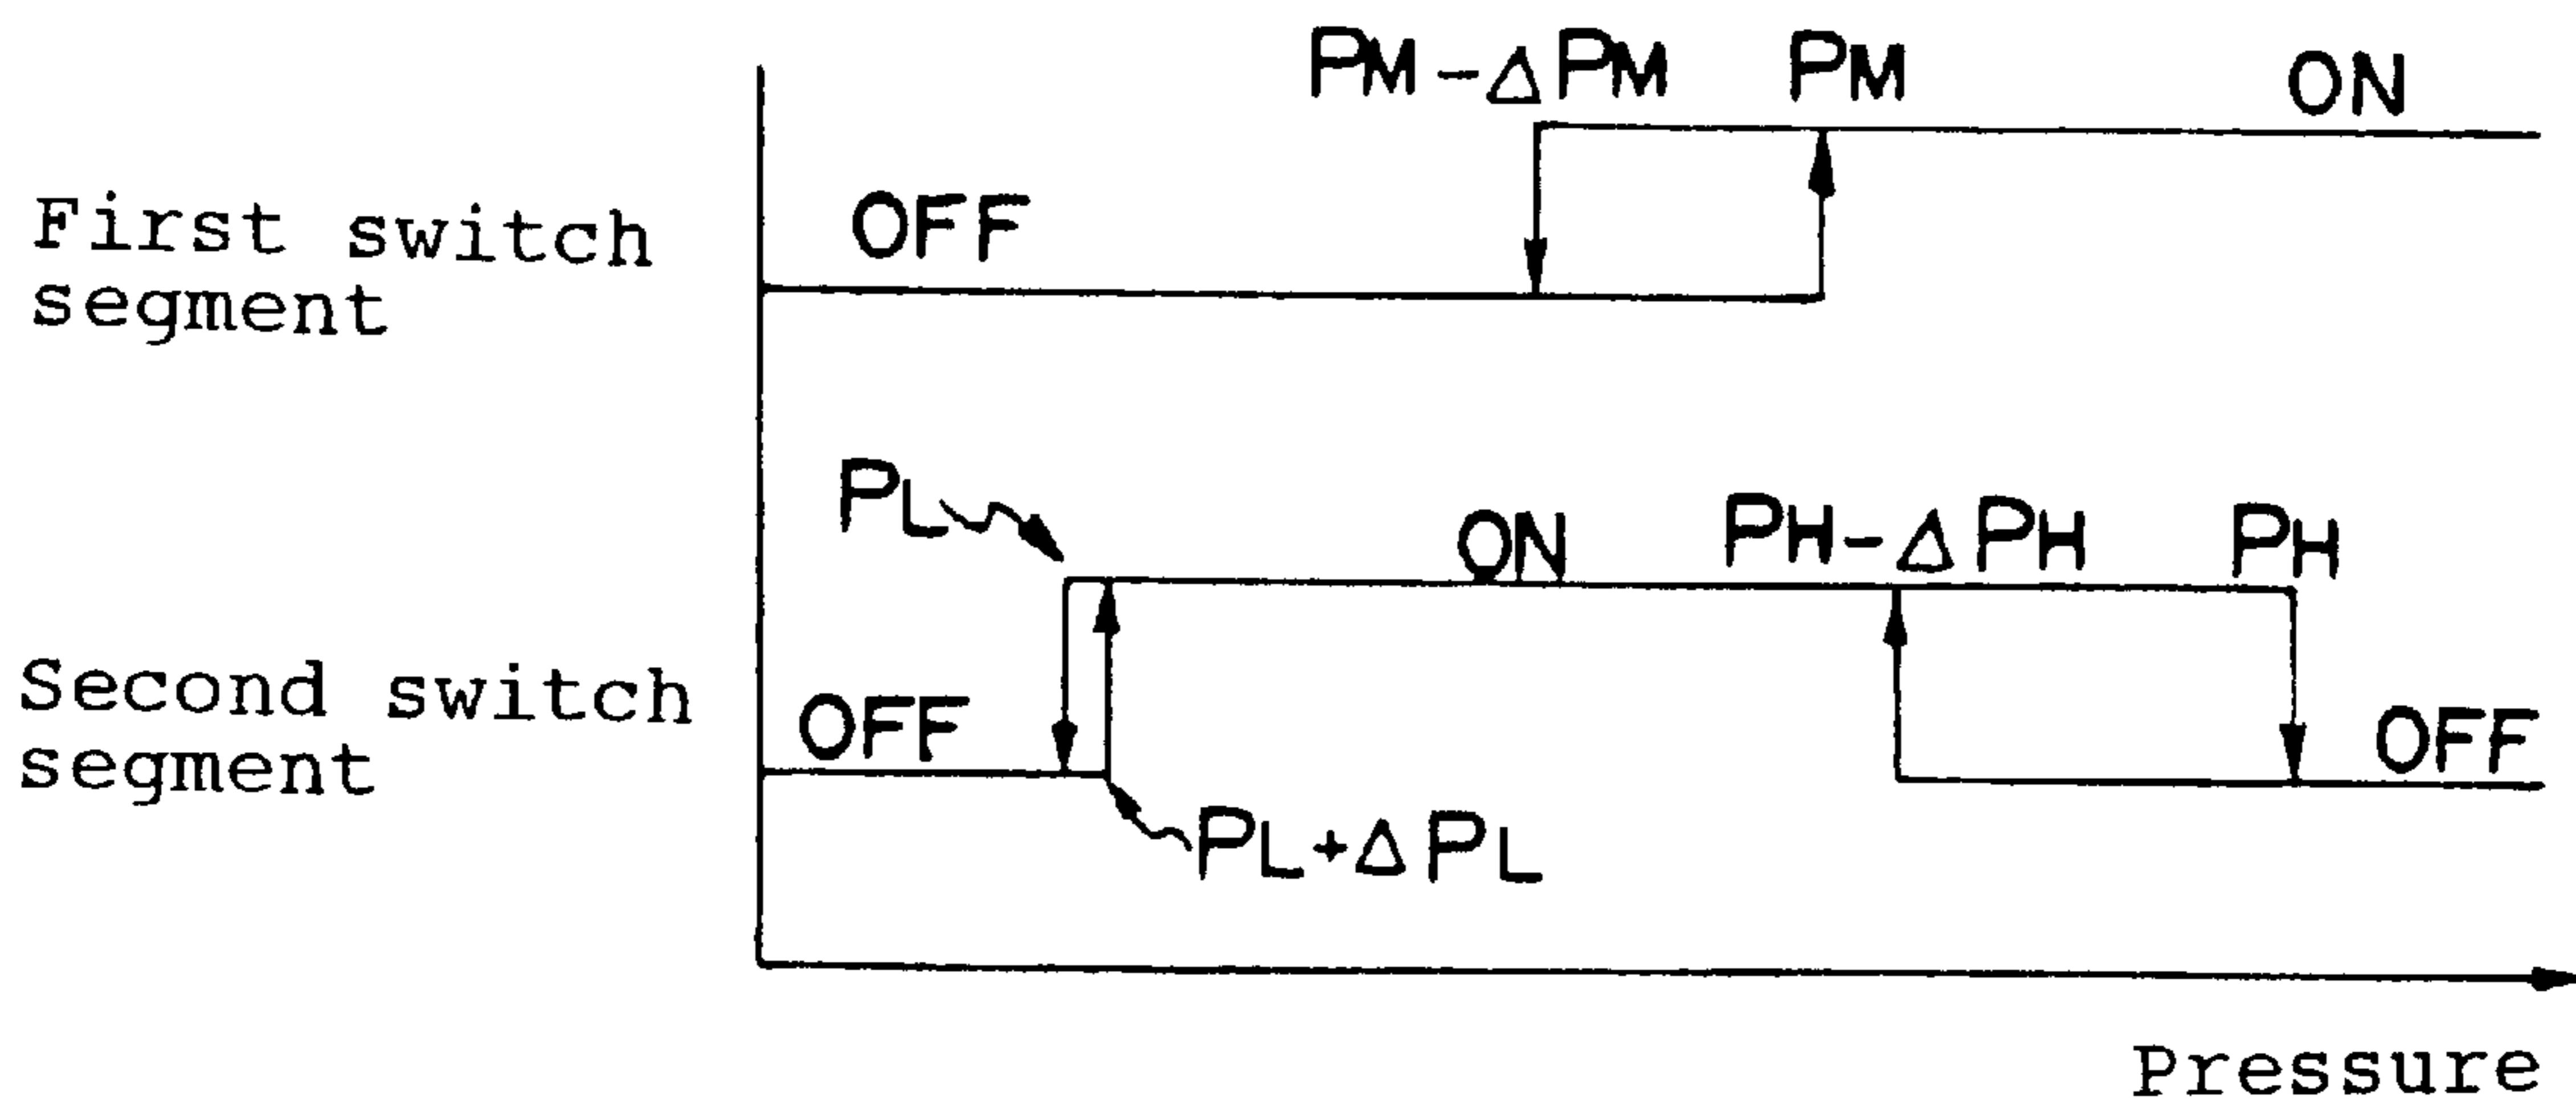 PM-ΔPM
PM
ON
OFF
First switch
segment
PL
ON
PH-ΔPH
PH
Second switch
segment
OFF
OFF
PL+ΔPL
Pressure